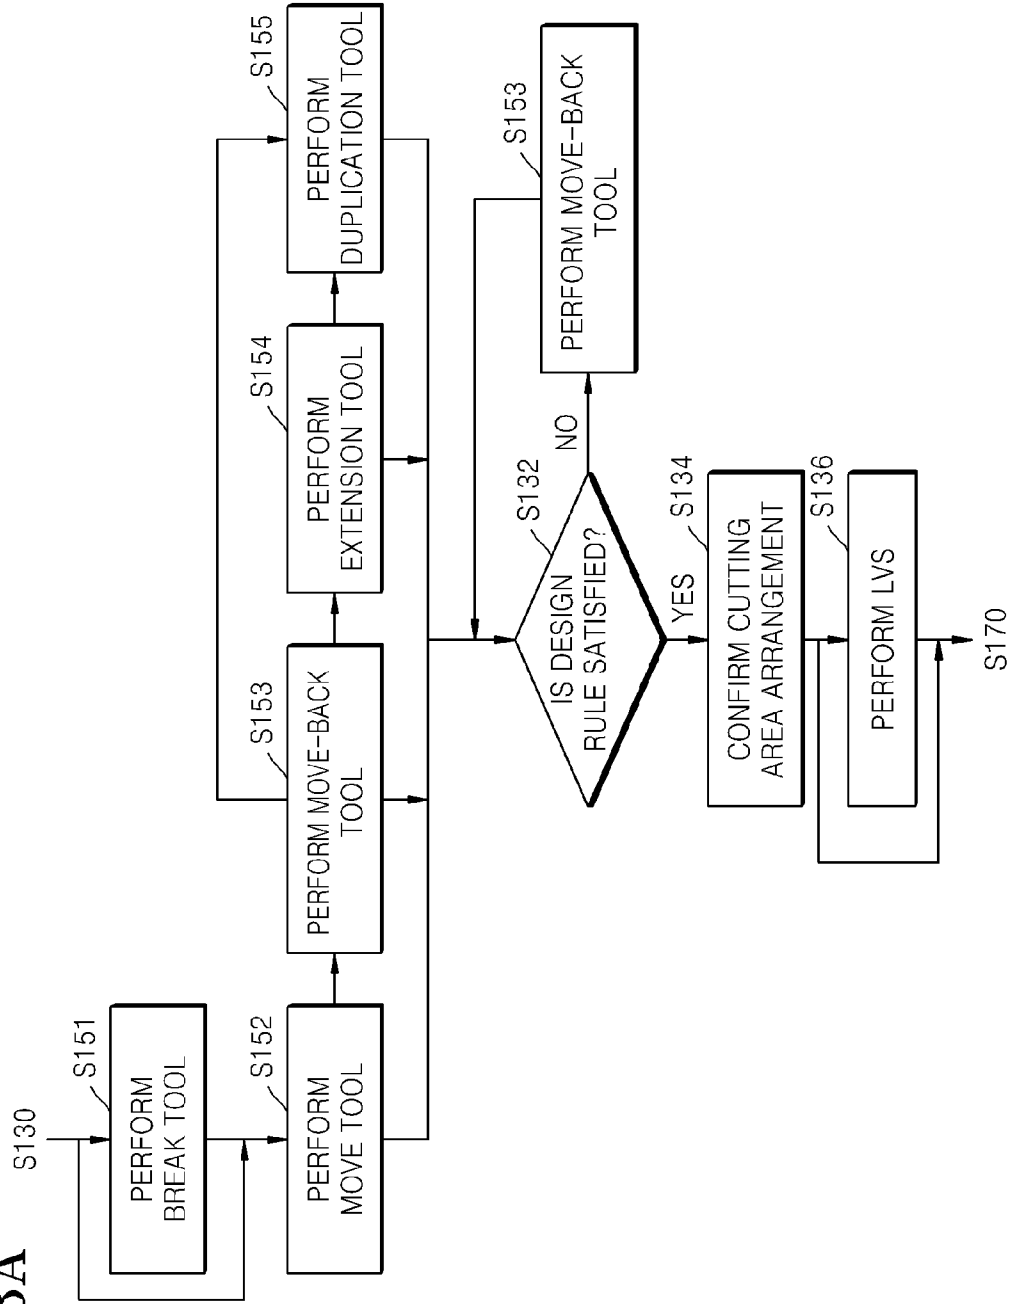 S130
S151
PERFORM
BREAK TOOL
S152
PERFORM
MOVE TOOL
S153
PERFORM MOVE-BACK
TOOL
S154
PERFORM
EXTENSION TOOL
S155
PERFORM
DUPLICATION TOOL
S132
IS DESIGN
RULE SATISFIED?
NO
S153
PERFORM MOVE-BACK
TOOL
YES
S134
CONFIRM CUTTING
AREA ARRANGEMENT
S136
PERFORM LVS
S170